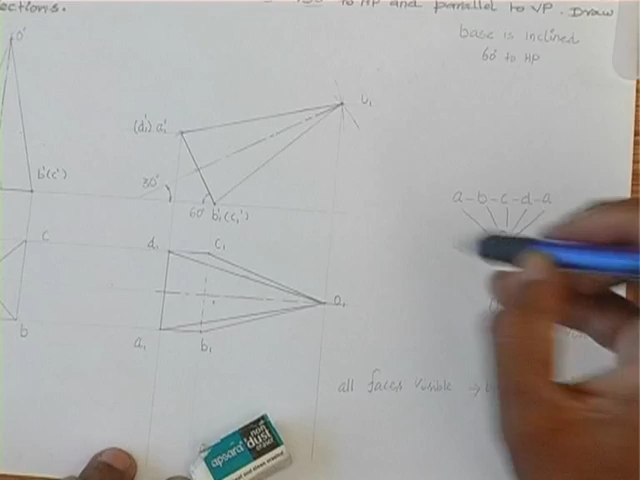 ections. to HP and parallel to VP. Draw
base is inclined
60° to HP
o'
o₁'
(d₁') a₁'
b'(c')
30°
60° b₁'(c₁')
a-b-c-d-a
c
d₁ c₁
o₁
b
a₁ b₁
all faces visible
apsara
non
dust
eraser